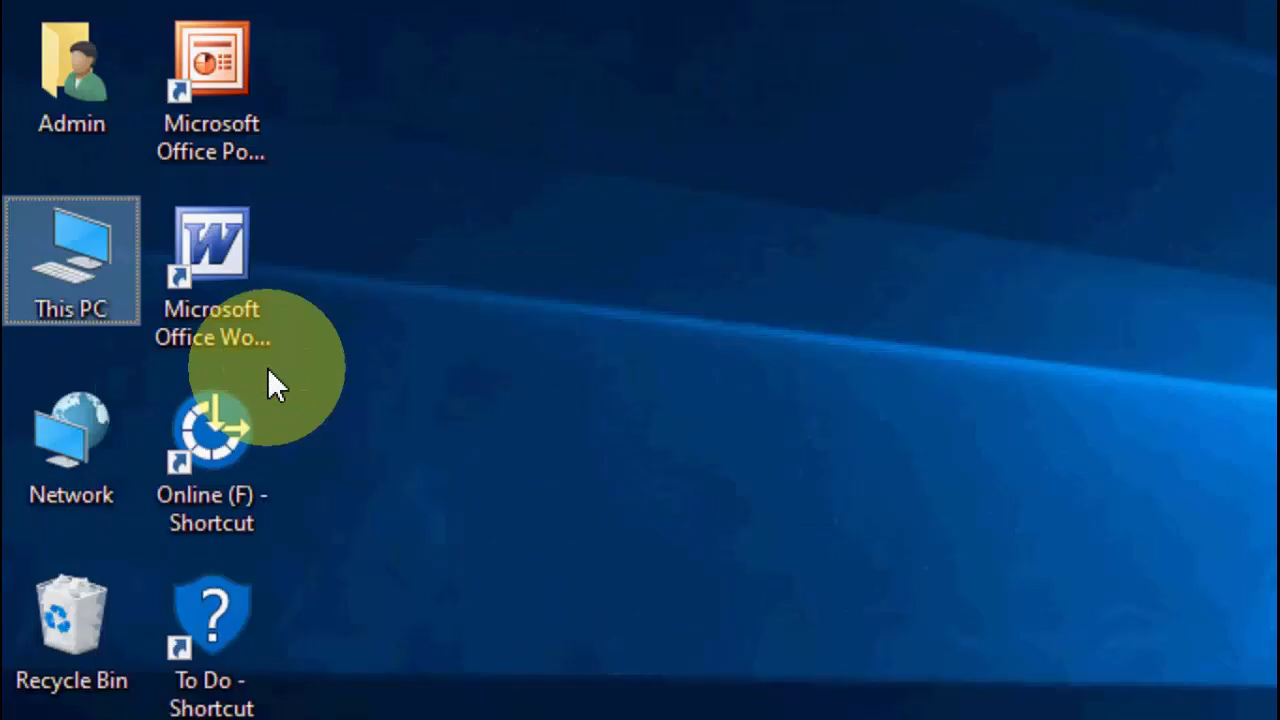 Admin
Microsoft
Office Po...
This PC
Microsoft
Office Wo...
Network
Online (F) -
Shortcut
Recycle Bin
To Do -
Shortcut